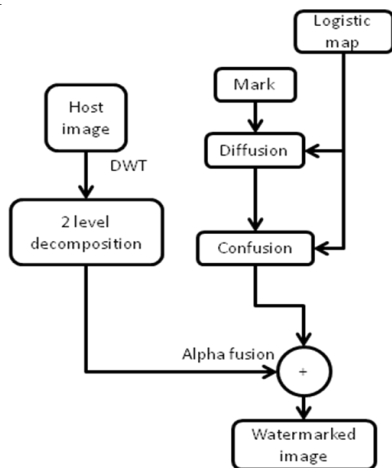 Logistic
map
Mark
Host
image
Diffusion
DWT
2 level
decomposition
Confusion
Alpha fusion
+
Watermarked
image